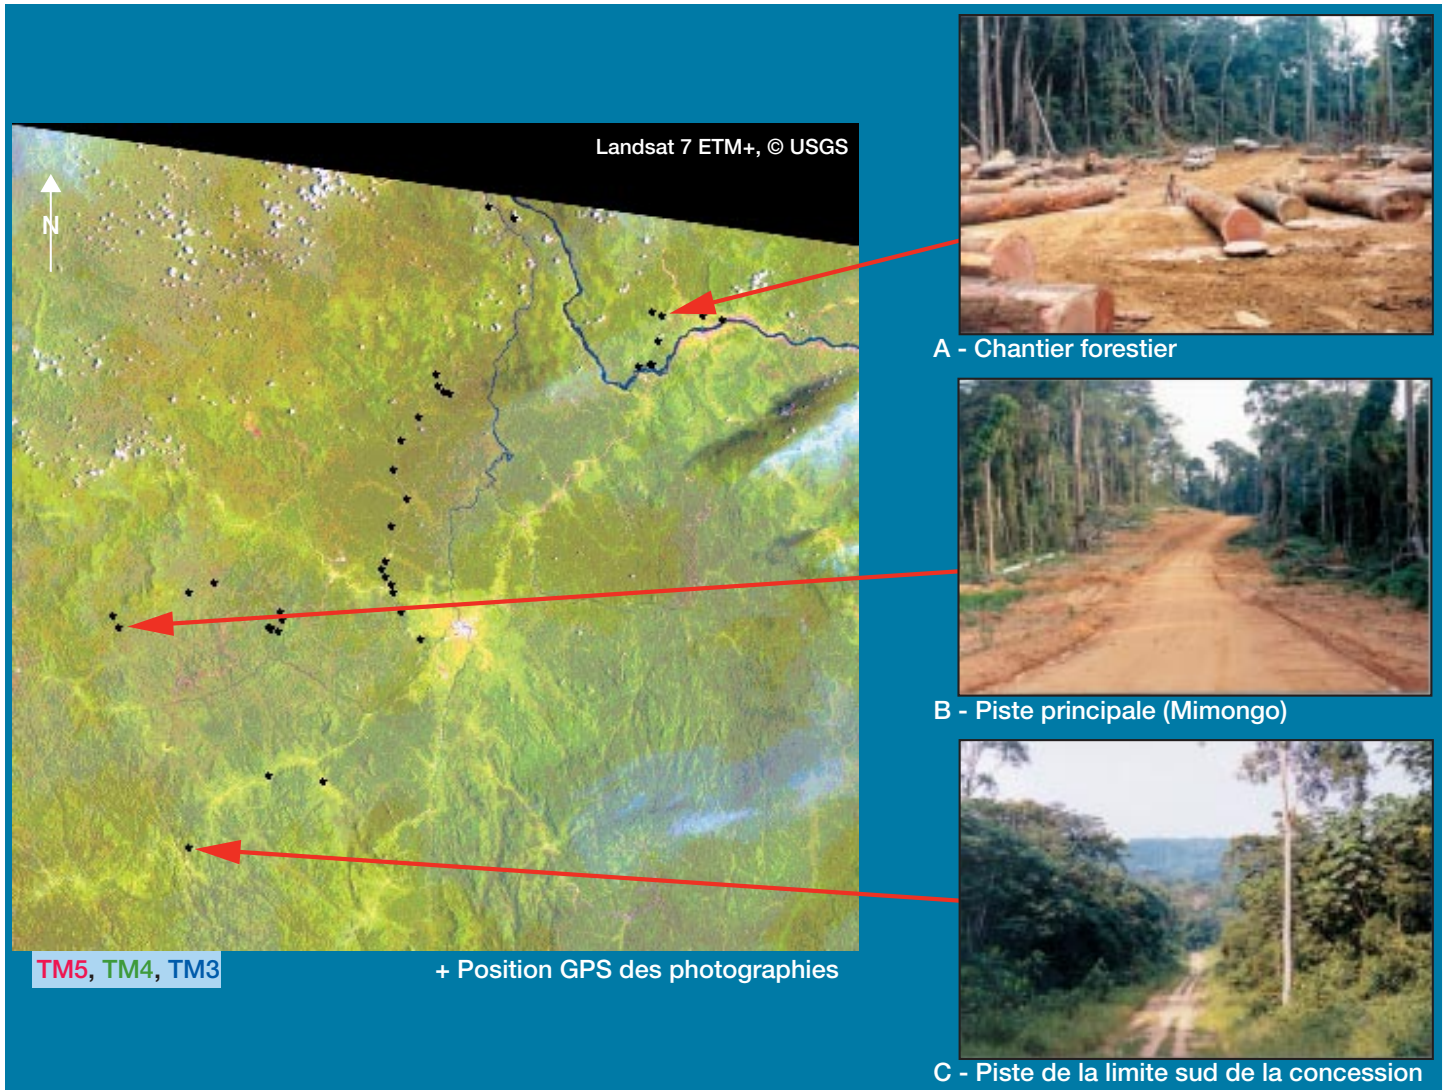 Landsat 7 ETM+, © USGS
N
A - Chantier forestier
B - Piste principale (Mimongo)
TM5, TM4, TM3
+ Position GPS des photographies
C - Piste de la limite sud de la concession